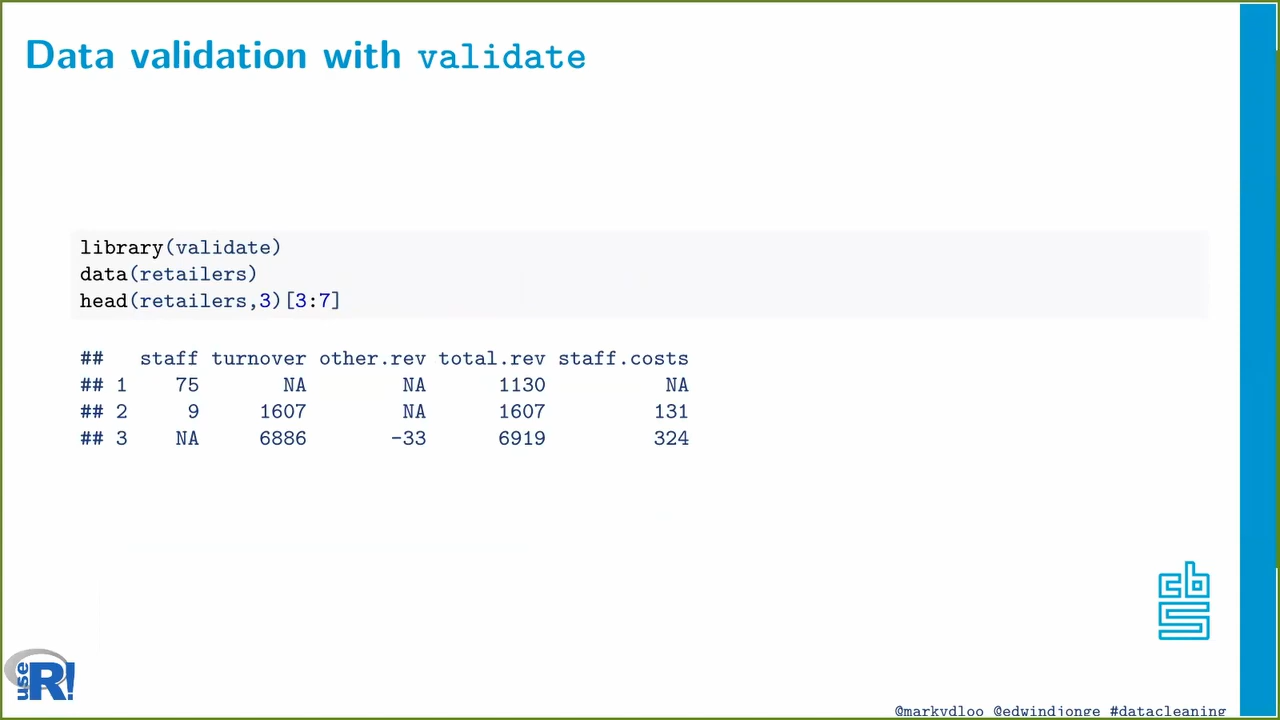 Data validation with validate
library(validate)
data(retailers)
head(retailers,3)[3:7]
##   staff turnover other.rev total.rev staff.costs
## 1    75       NA        NA      1130          NA
## 2     9     1607        NA      1607         131
## 3    NA     6886       -33      6919         324
cbs
use R!
@markvdloo @edwindjonge #datacleaning